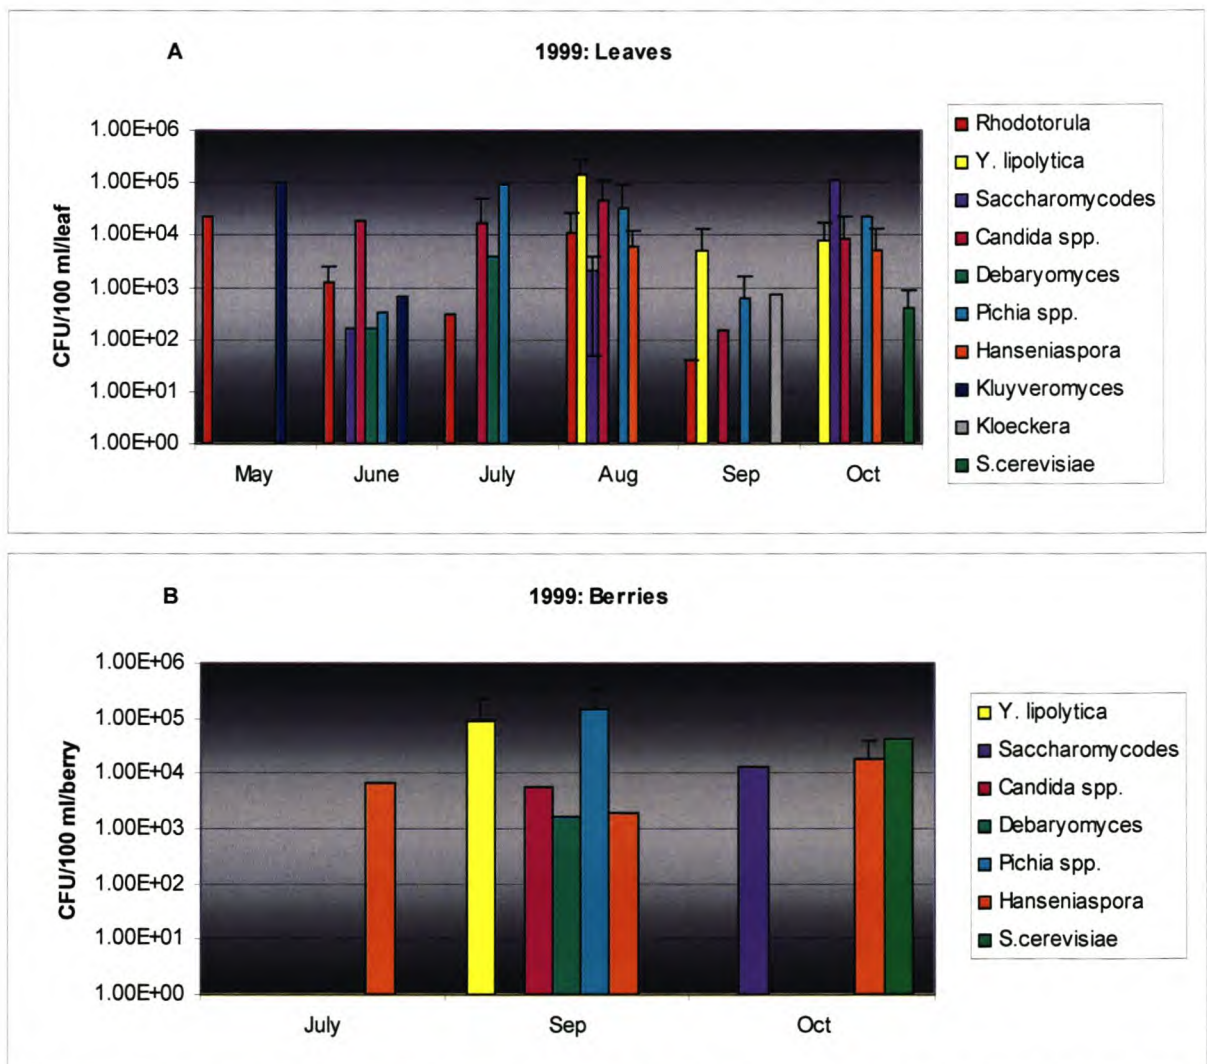 A
1999: Leaves
CFU/100 ml/leaf
1.00E+06
1.00E+05
1.00E+04
1.00E+03
1.00E+02
1.00E+01
1.00E+00
May June July Aug Sep Oct
Rhodotorula
Y. lipolytica
Saccharomycodes
Candida spp.
Debaryomyces
Pichia spp.
Hanseniaspora
Kluyveromyces
Kloeckera
S.cerevisiae
B
1999: Berries
CFU/100 ml/berry
1.00E+06
1.00E+05
1.00E+04
1.00E+03
1.00E+02
1.00E+01
1.00E+00
July Sep Oct
Y. lipolytica
Saccharomycodes
Candida spp.
Debaryomyces
Pichia spp.
Hanseniaspora
S.cerevisiae